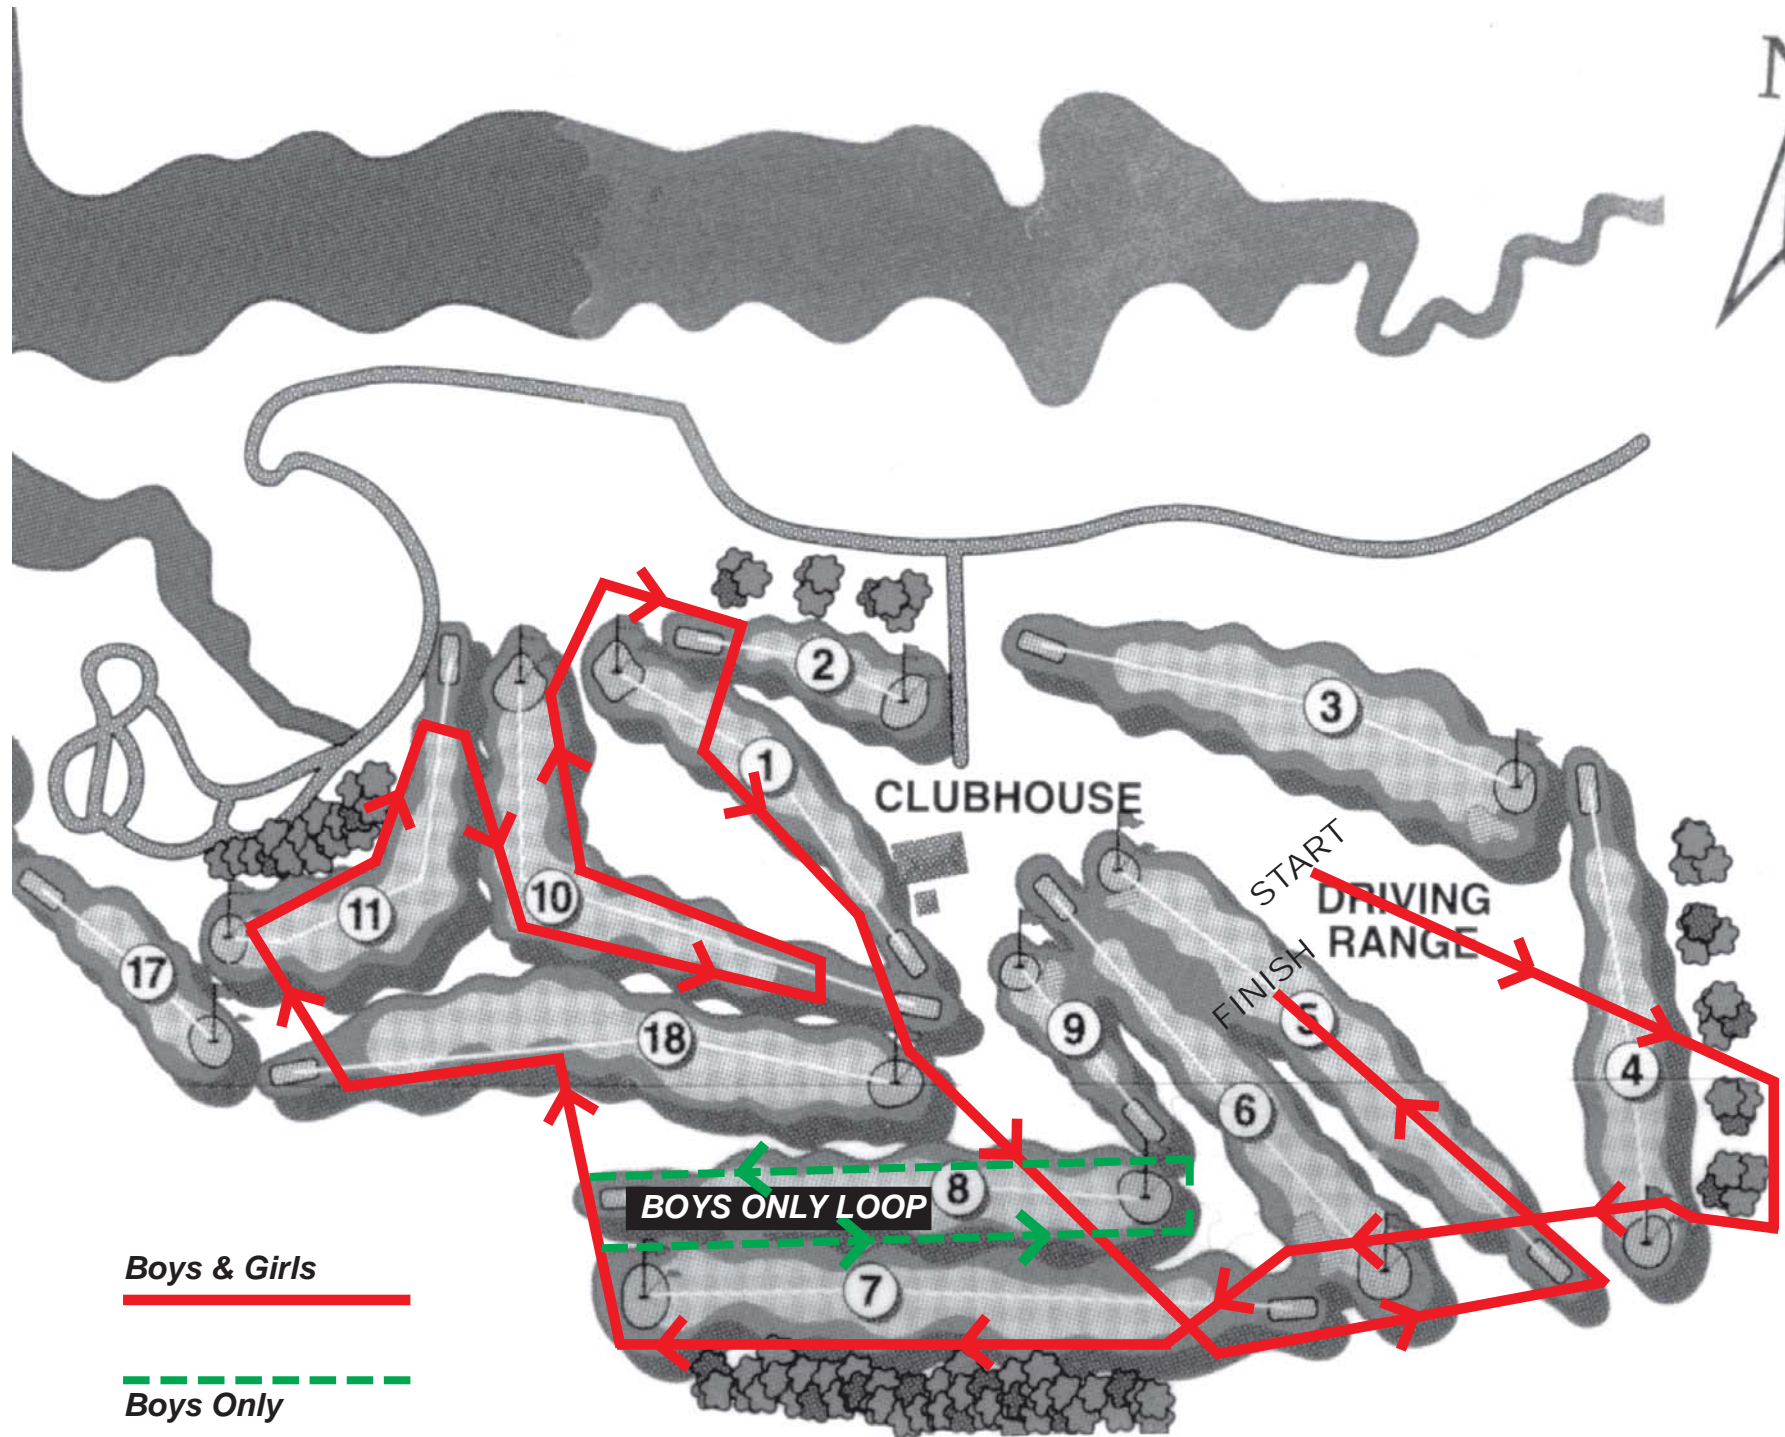 N
2
3
1
CLUBHOUSE
START
DRIVING
RANGE
10
11
FINISH
17
5
9
18
4
6
8
BOYS ONLY LOOP
Boys & Girls
7
Boys Only